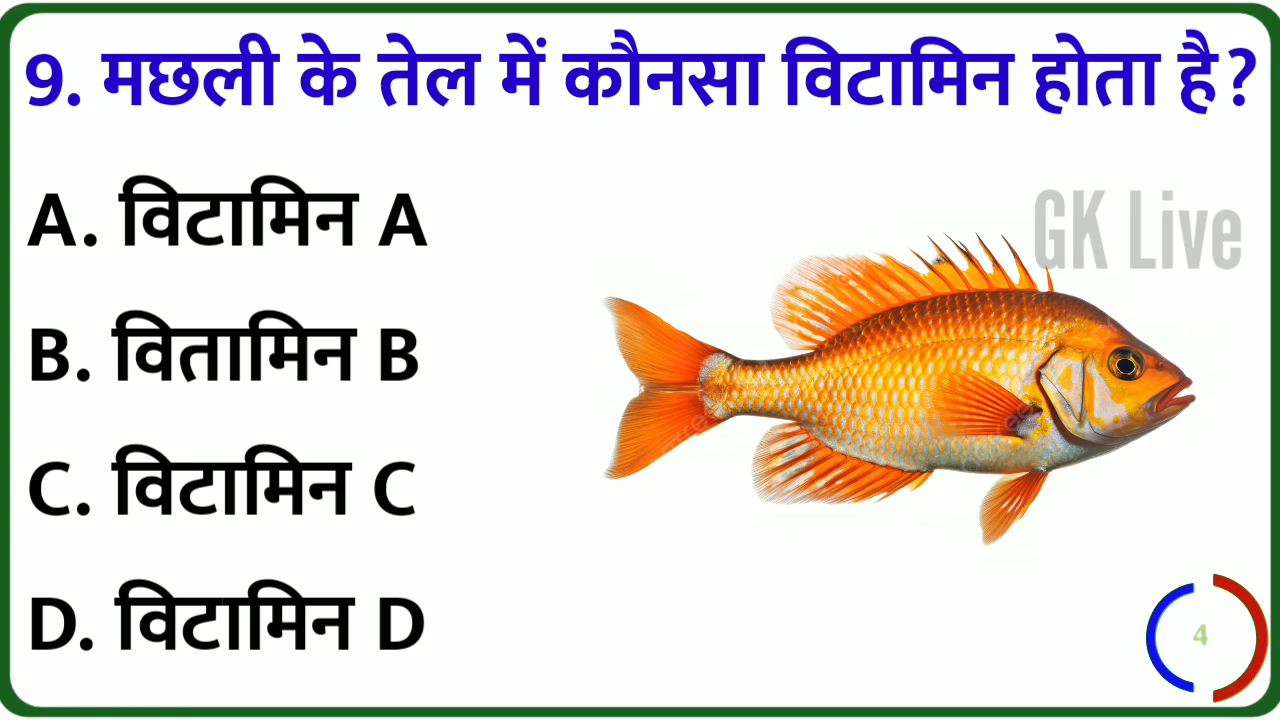 9. मछली के तेल में कौनसा विटामिन होता है?
A. विटामिन A
GK Live
B. वितामिन B
C. विटामिन C
D. विटामिन D
4